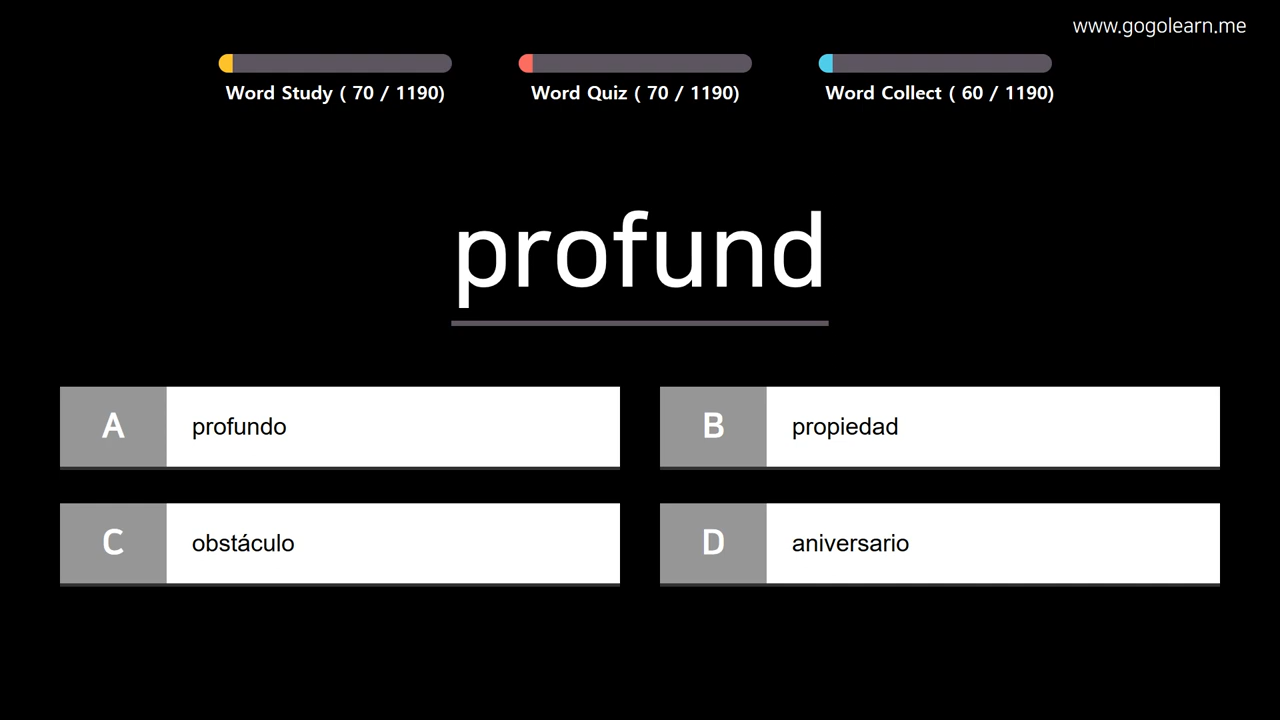 www.gogolearn.me
Word Study ( 70 / 1190)
Word Quiz ( 70 / 1190)
Word Collect ( 60 / 1190)
profund
A profundo
B propiedad
C obstáculo
D aniversario